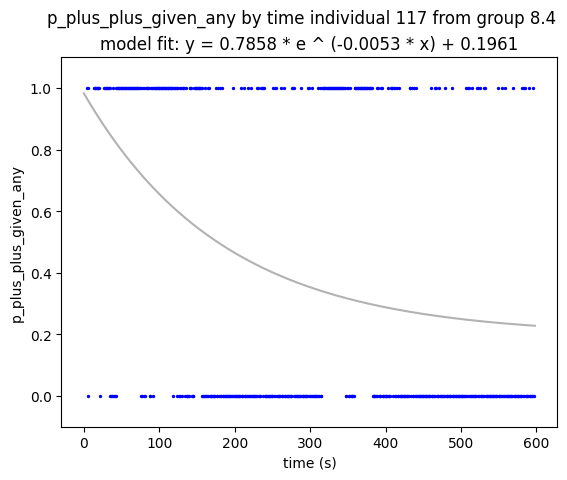 p_plus_plus_given_any by time individual 117 from group 8.4
model fit: y = 0.7858 * e ^ (-0.0053 * x) + 0.1961
1.0
0.8
0.6
0.4
0.2
0.0
p_plus_plus_given_any
0 100 200 300 400 500 600
time (s)